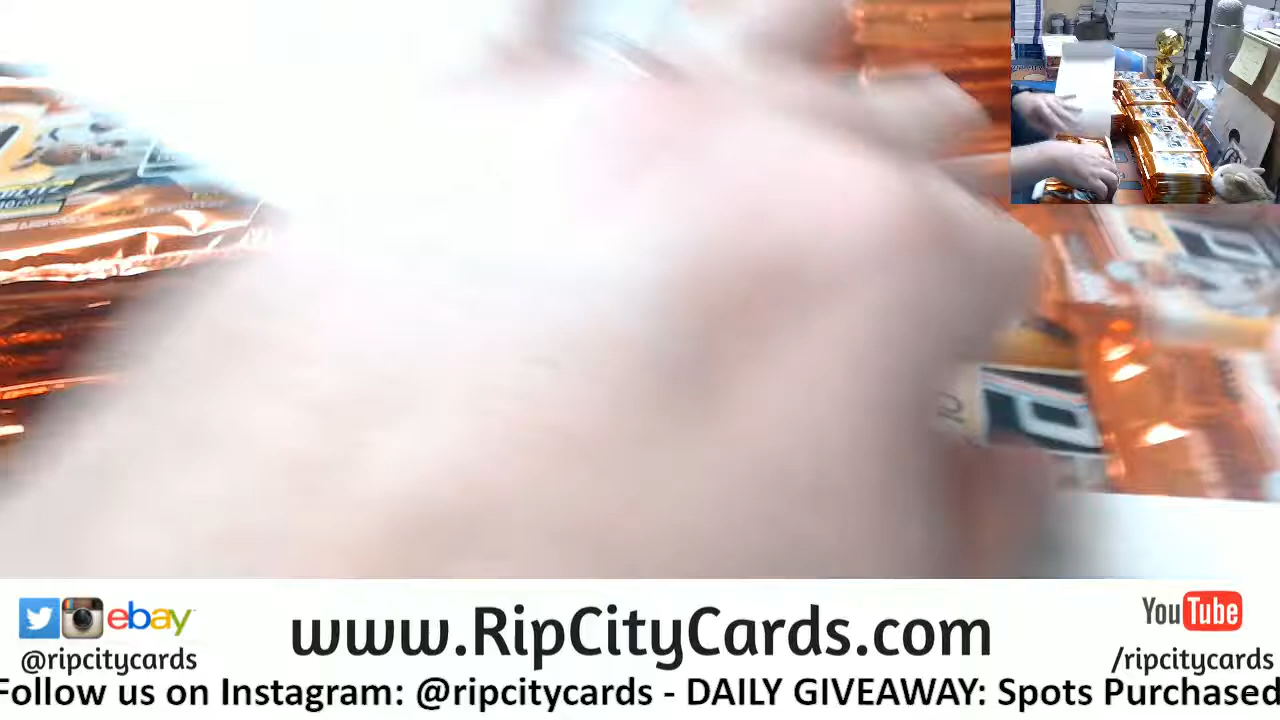 www.RipCityCards.com
ebay
@ripcitycards
YouTube
/ripcitycards
Follow us on Instagram: @ripcitycards - DAILY GIVEAWAY: Spots Purchased